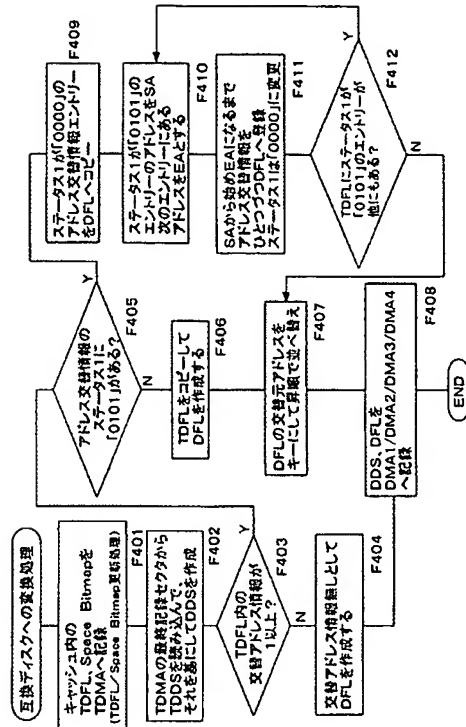 互換ディスクへの変換処理
キャッシュ内の
TDFL、Space Bitmapを
TDMAへ記録
(TDFL/Space Bitmap更新処理)
F401
TDMAの最終記録セクタから
TDDSを読み込んで、
それを基にしてDDSを作成
F402
TDFL内の
交替アドレス情報が
1以上?
F403
Y
N
交替アドレス情報無しとして
DFLを作成する
F404
アドレス交替情報の
ステータス1に
「0101」がある?
F405
Y
N
TDFLをコピーして
DFLを作成する
F406
DFLの交替元アドレスを
キーにして昇順で並べ替え
F407
DDS、DFLを
DMA1/DMA2/DMA3/DMA4
へ記録
F408
END
ステータス1が「0000」の
アドレス交替情報エントリー
をDFLへコピー
F409
ステータス1が「0101」の
エントリーのアドレスをSA
次のエントリーにある
アドレスをEAとする
F410
SAから始めEAになるまで
アドレス交替情報を
ひとつづつDFLへ登録
ステータス1は「0000」に変更
F411
TDFLにステータス1が
「0101」のエントリーが
他にもある?
F412
Y
N